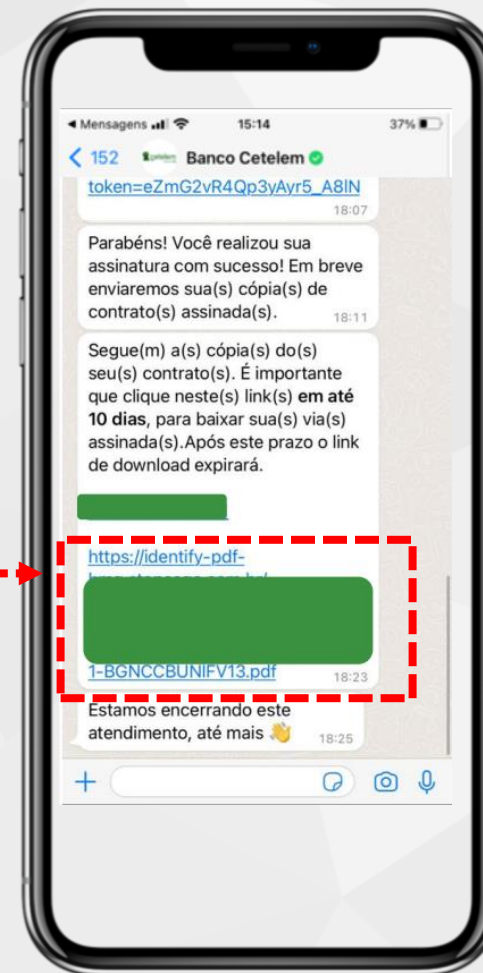 Mensagens 15:14 37%
152 cetelem Banco Cetelem
token=eZmG2vR4Qp3yAyr5_A8lN
18:07
Parabéns! Você realizou sua
assinatura com sucesso! Em breve
enviaremos sua(s) cópia(s) de
contrato(s) assinada(s). 18:11
Segue(m) a(s) cópia(s) do(s)
seu(s) contrato(s). É importante
que clique neste(s) link(s) em até
10 dias, para baixar sua(s) via(s)
assinada(s).Após este prazo o link
de download expirará.
https://identify-pdf-
1-BGNCCBUNIFV13.pdf 18:23
Estamos encerrando este
atendimento, até mais 👋 18:25